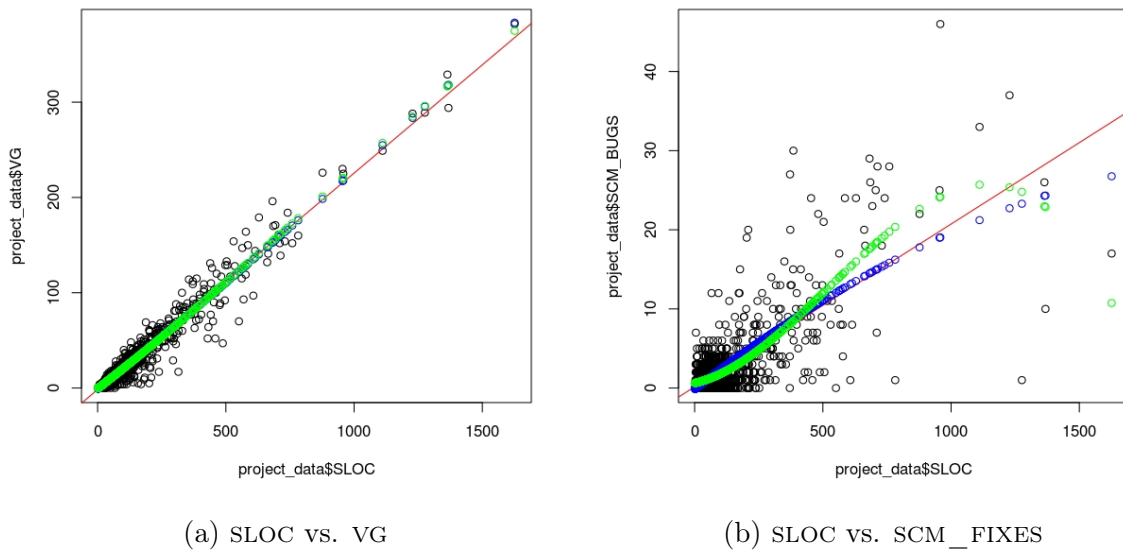 project_data$VG
300
200
100
0
0
500
1000
1500
project_data$SLOC
(a) SLOC vs. VG
project_data$SCM_BUGS
40
30
20
10
0
0
500
1000
1500
project_data$SLOC
(b) SLOC vs. SCM_FIXES